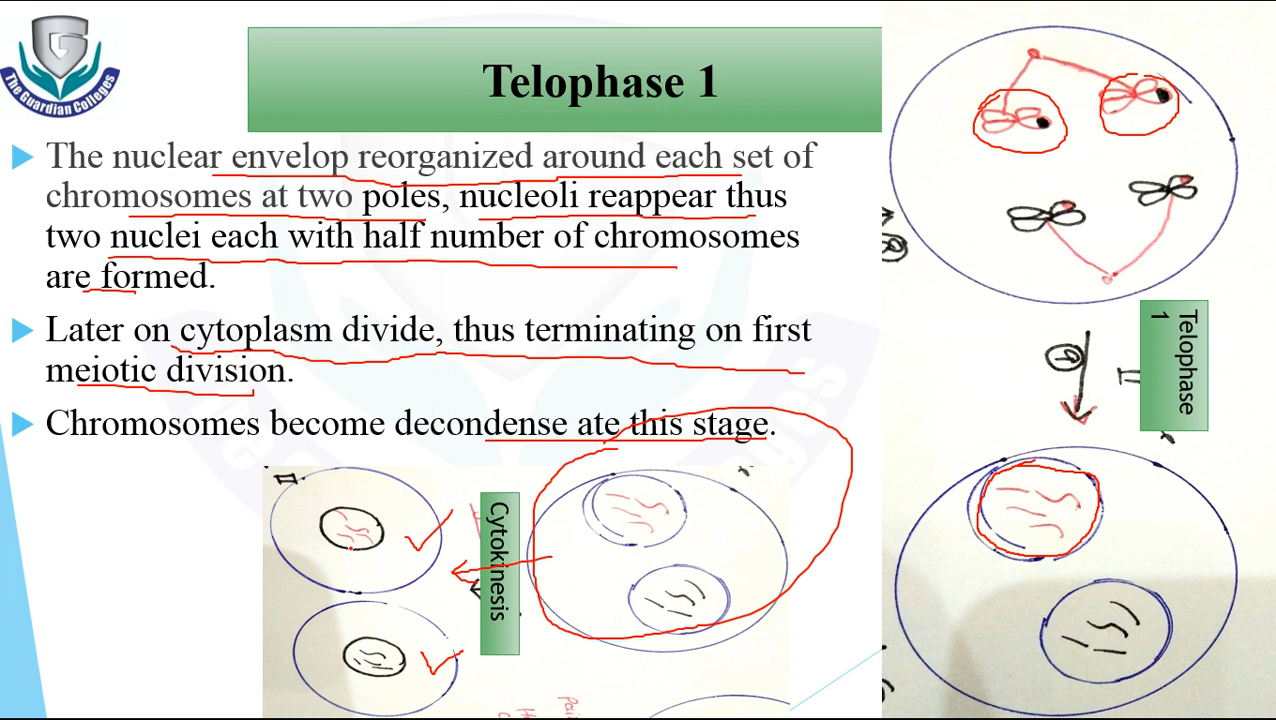 The Guardian Colleges
G
Telophase 1
The nuclear envelop reorganized around each set of
chromosomes at two poles, nucleoli reappear thus
two nuclei each with half number of chromosomes
are formed.
Later on cytoplasm divide, thus terminating on first
meiotic division.
Chromosomes become decondense ate this stage.
Cytokinesis
Telophase
1
II